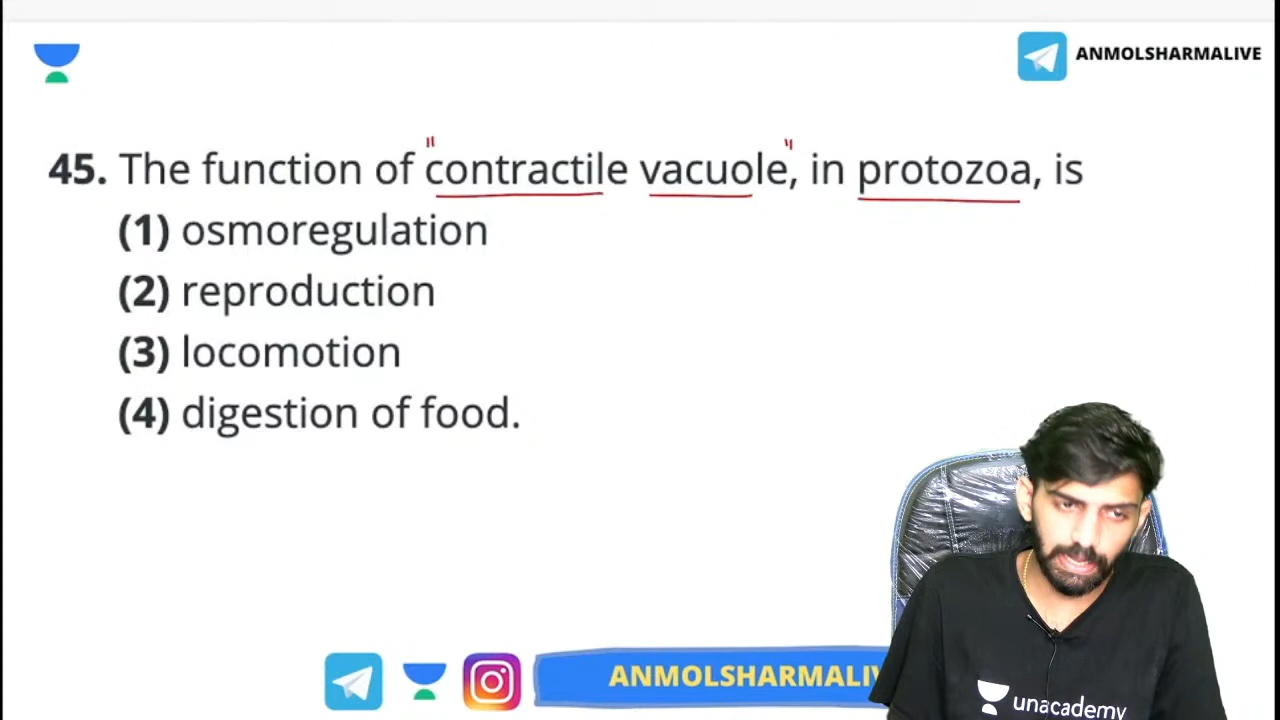 ANMOLSHARMALIVE
45. The function of "contractile vacuole", in protozoa, is
(1) osmoregulation
(2) reproduction
(3) locomotion
(4) digestion of food.
ANMOLSHARMALIV
unacademy